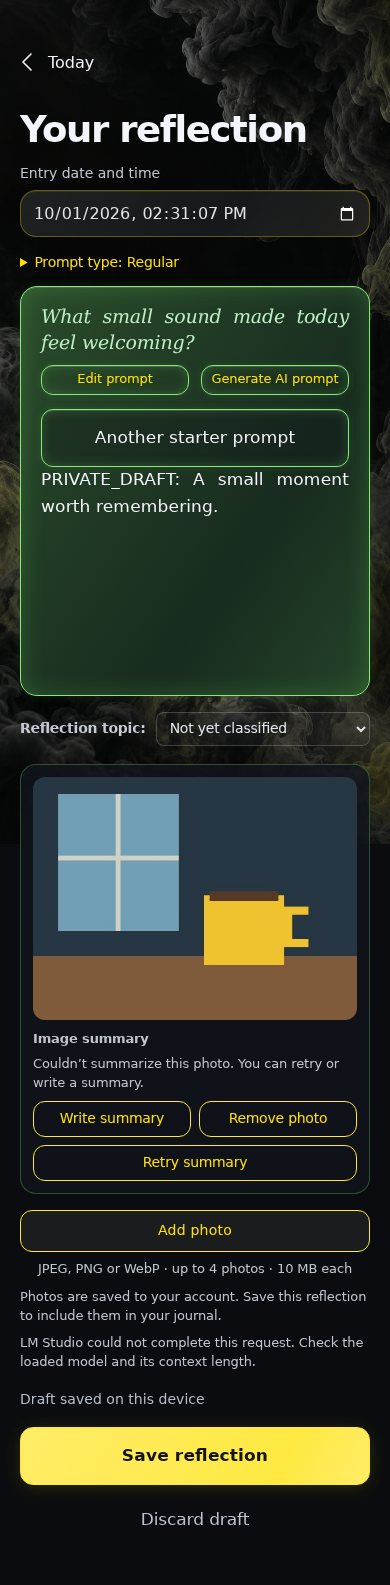 Today
Your reflection
Entry date and time
10/01/2026, 02:31:07 PM
Prompt type: Regular
What small sound made today
feel welcoming?
Edit prompt
Generate AI prompt
Another starter prompt
PRIVATE_DRAFT: A small moment
worth remembering.
Reflection topic:
Not yet classified
Image summary
Couldn’t summarize this photo. You can retry or
write a summary.
Write summary
Remove photo
Retry summary
Add photo
JPEG, PNG or WebP · up to 4 photos · 10 MB each
Photos are saved to your account. Save this reflection
to include them in your journal.
LM Studio could not complete this request. Check the
loaded model and its context length.
Draft saved on this device
Save reflection
Discard draft